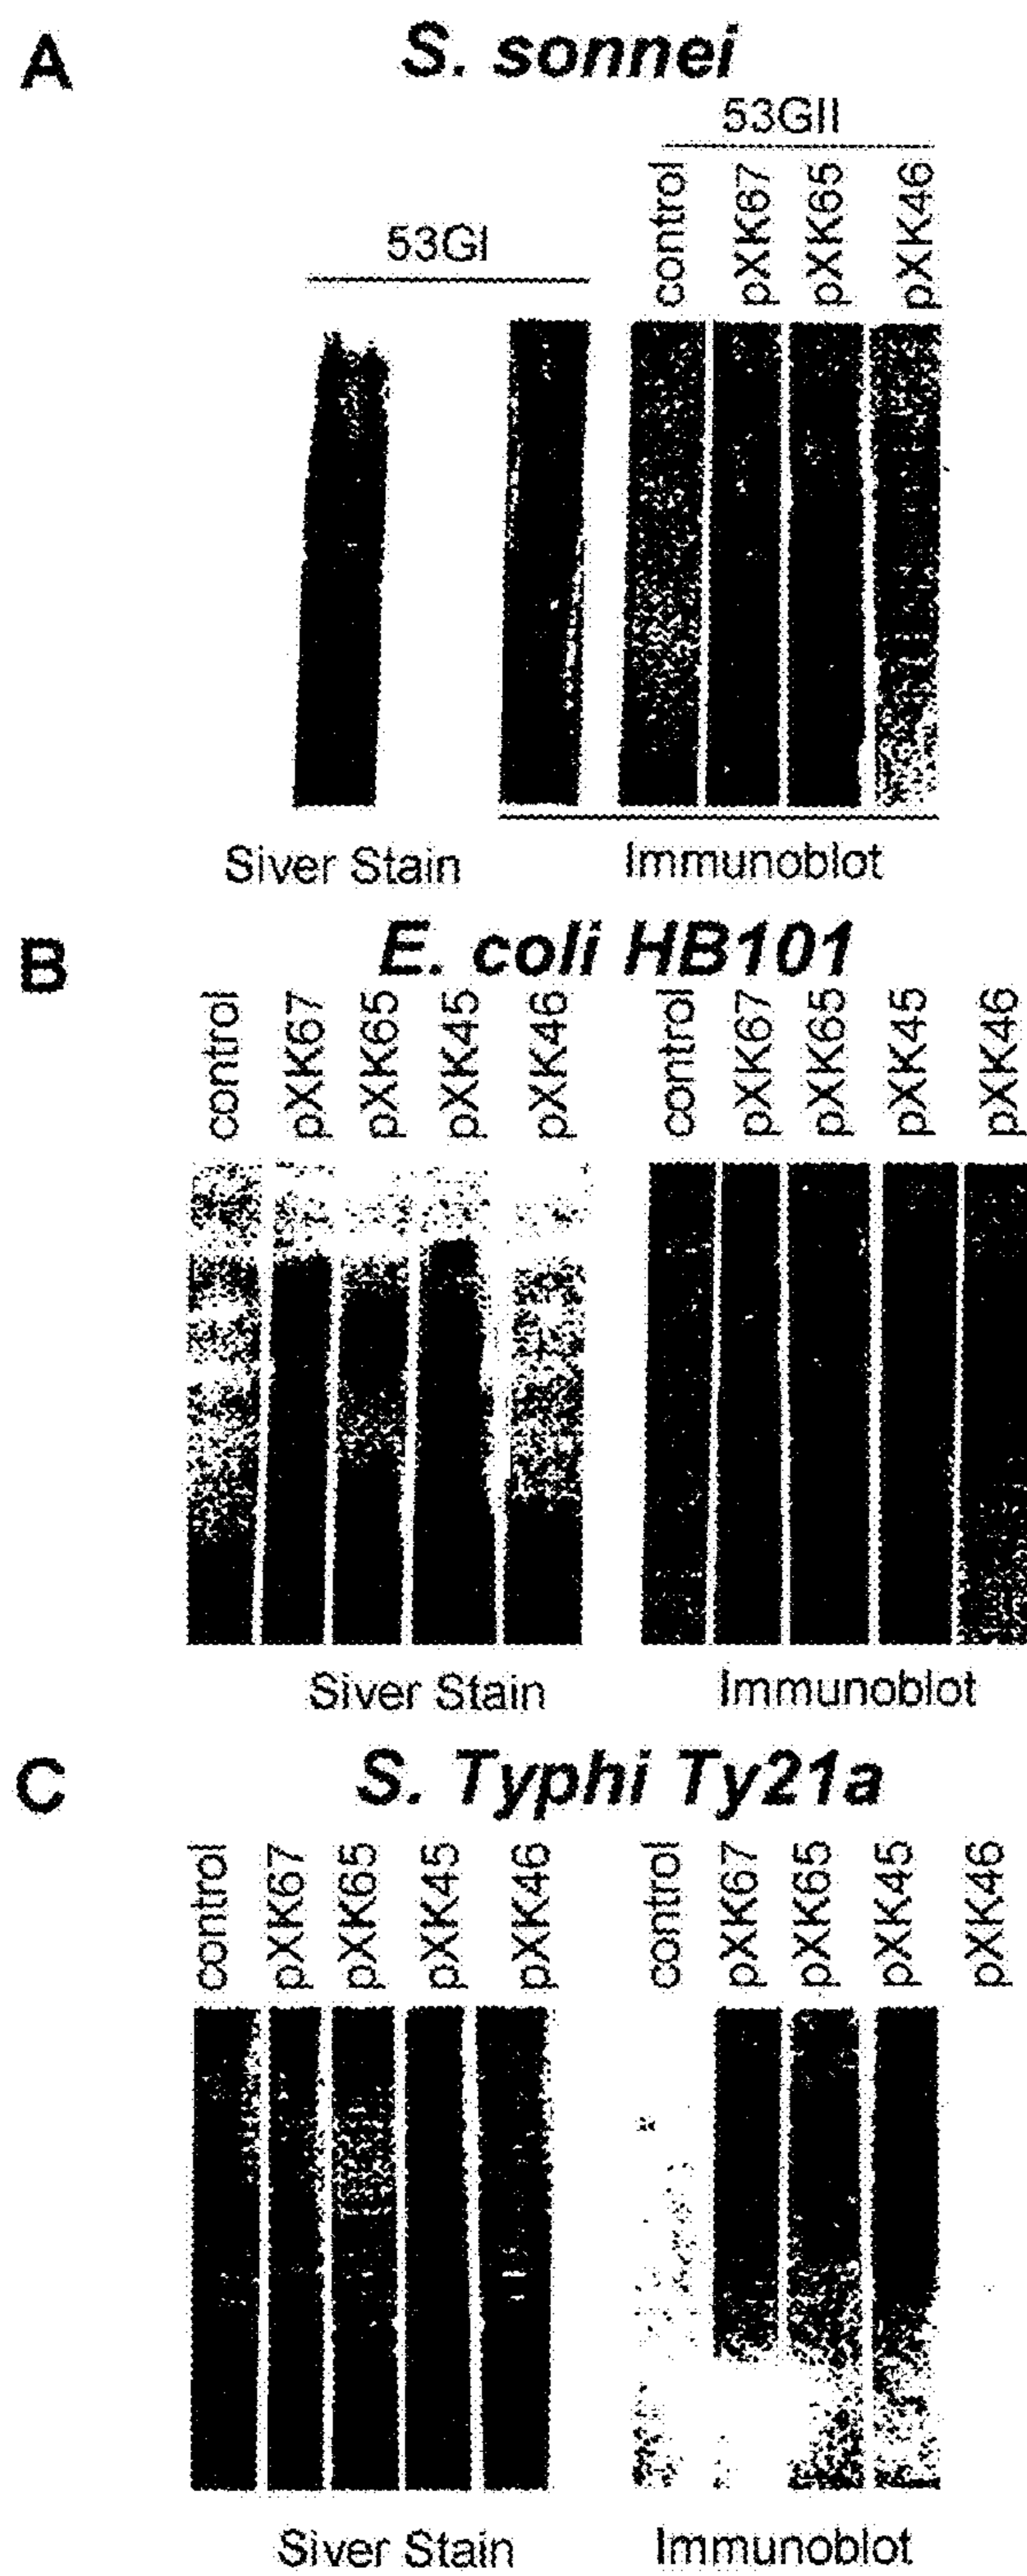 A
S. sonnei
53GII
53GI
control pXK67 pXK65 pXK46
Siver Stain Immunoblot
B
E. coli HB101
control pXK67 pXK65 pXK45 pXK46 control pXK67 pXK65 pXK45 pXK46
Siver Stain Immunoblot
C
S. Typhi Ty21a
control pXK67 pXK65 pXK45 pXK46 control pXK67 pXK65 pXK45 pXK46
Siver Stain Immunoblot